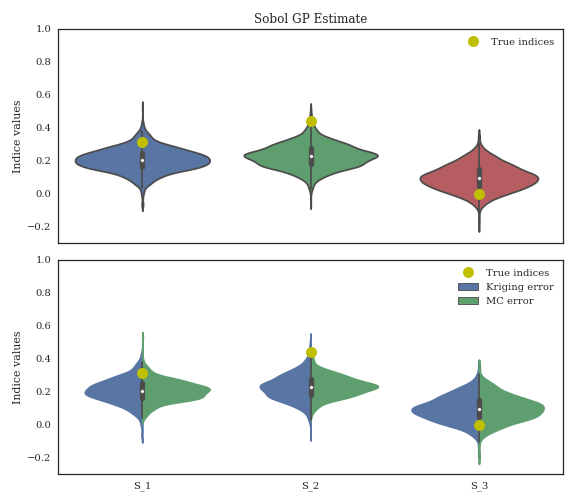 Sobol GP Estimate
1.0
True indices
0.8
0.6
0.4
0.2
0.0
−0.2
Indice values
1.0
True indices
Kriging error
MC error
0.8
0.6
0.4
0.2
0.0
−0.2
Indice values
S_1
S_2
S_3